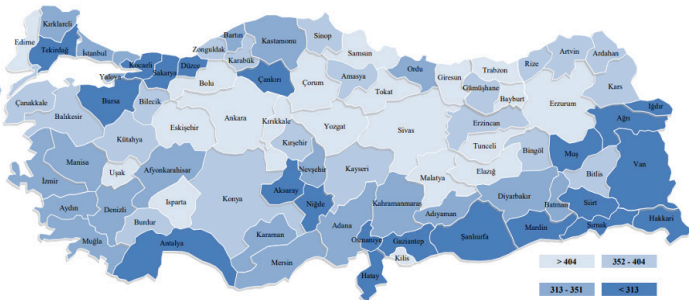 Kırklareli
Edirne
Tekirdağ
İstanbul
Kocaeli
Yalova
Sakarya
Düzce
Zonguldak
Bartın
Karabük
Kastamonu
Sinop
Samsun
Bolu
Çankırı
Çorum
Amasya
Tokat
Ordu
Giresun
Trabzon
Gümüşhane
Bayburt
Rize
Artvin
Ardahan
Kars
Erzurum
Erzincan
Iğdır
Ağrı
Çanakkale
Balıkesir
Bursa
Bilecik
Eskişehir
Ankara
Kırıkkale
Yozgat
Sivas
Kırşehir
Kütahya
Manisa
Uşak
Afyonkarahisar
İzmir
Aydın
Denizli
Muğla
Burdur
Isparta
Antalya
Konya
Aksaray
Nevşehir
Niğde
Kayseri
Karaman
Mersin
Adana
Kahramanmaraş
Malatya
Tunceli
Elazığ
Bingöl
Muş
Bitlis
Van
Adıyaman
Diyarbakır
Batman
Siirt
Osmaniye
Gaziantep
Şanlıurfa
Mardin
Şırnak
Hakkari
Kilis
Hatay
> 404
352 - 404
313 - 351
< 313